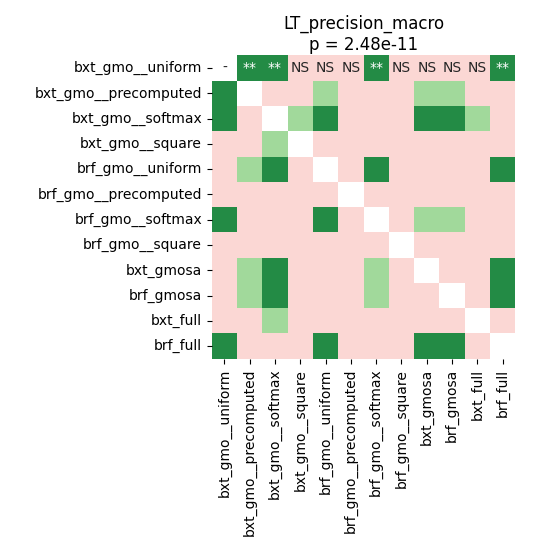 LT_precision_macro
p = 2.48e-11
bxt_gmo__uniform - ** ** NS NS NS ** NS NS NS NS **
bxt_gmo__precomputed
bxt_gmo__softmax
bxt_gmo__square
brf_gmo__uniform
brf_gmo__precomputed
brf_gmo__softmax
brf_gmo__square
bxt_gmosa
brf_gmosa
bxt_full
brf_full
bxt_gmo__uniform
bxt_gmo__precomputed
bxt_gmo__softmax
bxt_gmo__square
brf_gmo__uniform
brf_gmo__precomputed
brf_gmo__softmax
brf_gmo__square
bxt_gmosa
brf_gmosa
bxt_full
brf_full